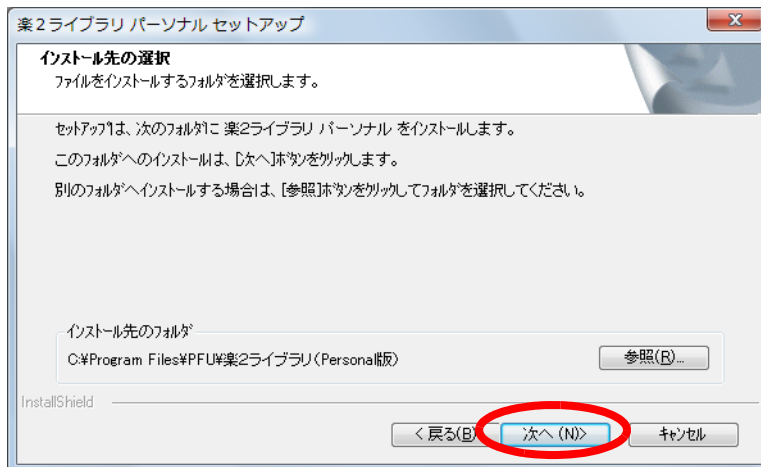 楽2ライブラリ パーソナル セットアップ
インストール先の選択
ファイルをインストールするフォルダを選択します。
セットアップは、次のフォルダに 楽2ライブラリ パーソナル をインストールします。
このフォルダへのインストールは、[次へ]ボタンをクリックします。
別のフォルダへインストールする場合は、[参照]ボタンをクリックしてフォルダを選択してください。
インストール先のフォルダ
C:¥Program Files¥PFU¥楽2ライブラリ(Personal版)
参照(R)...
InstallShield
< 戻る(B)
次へ (N)>
キャンセル